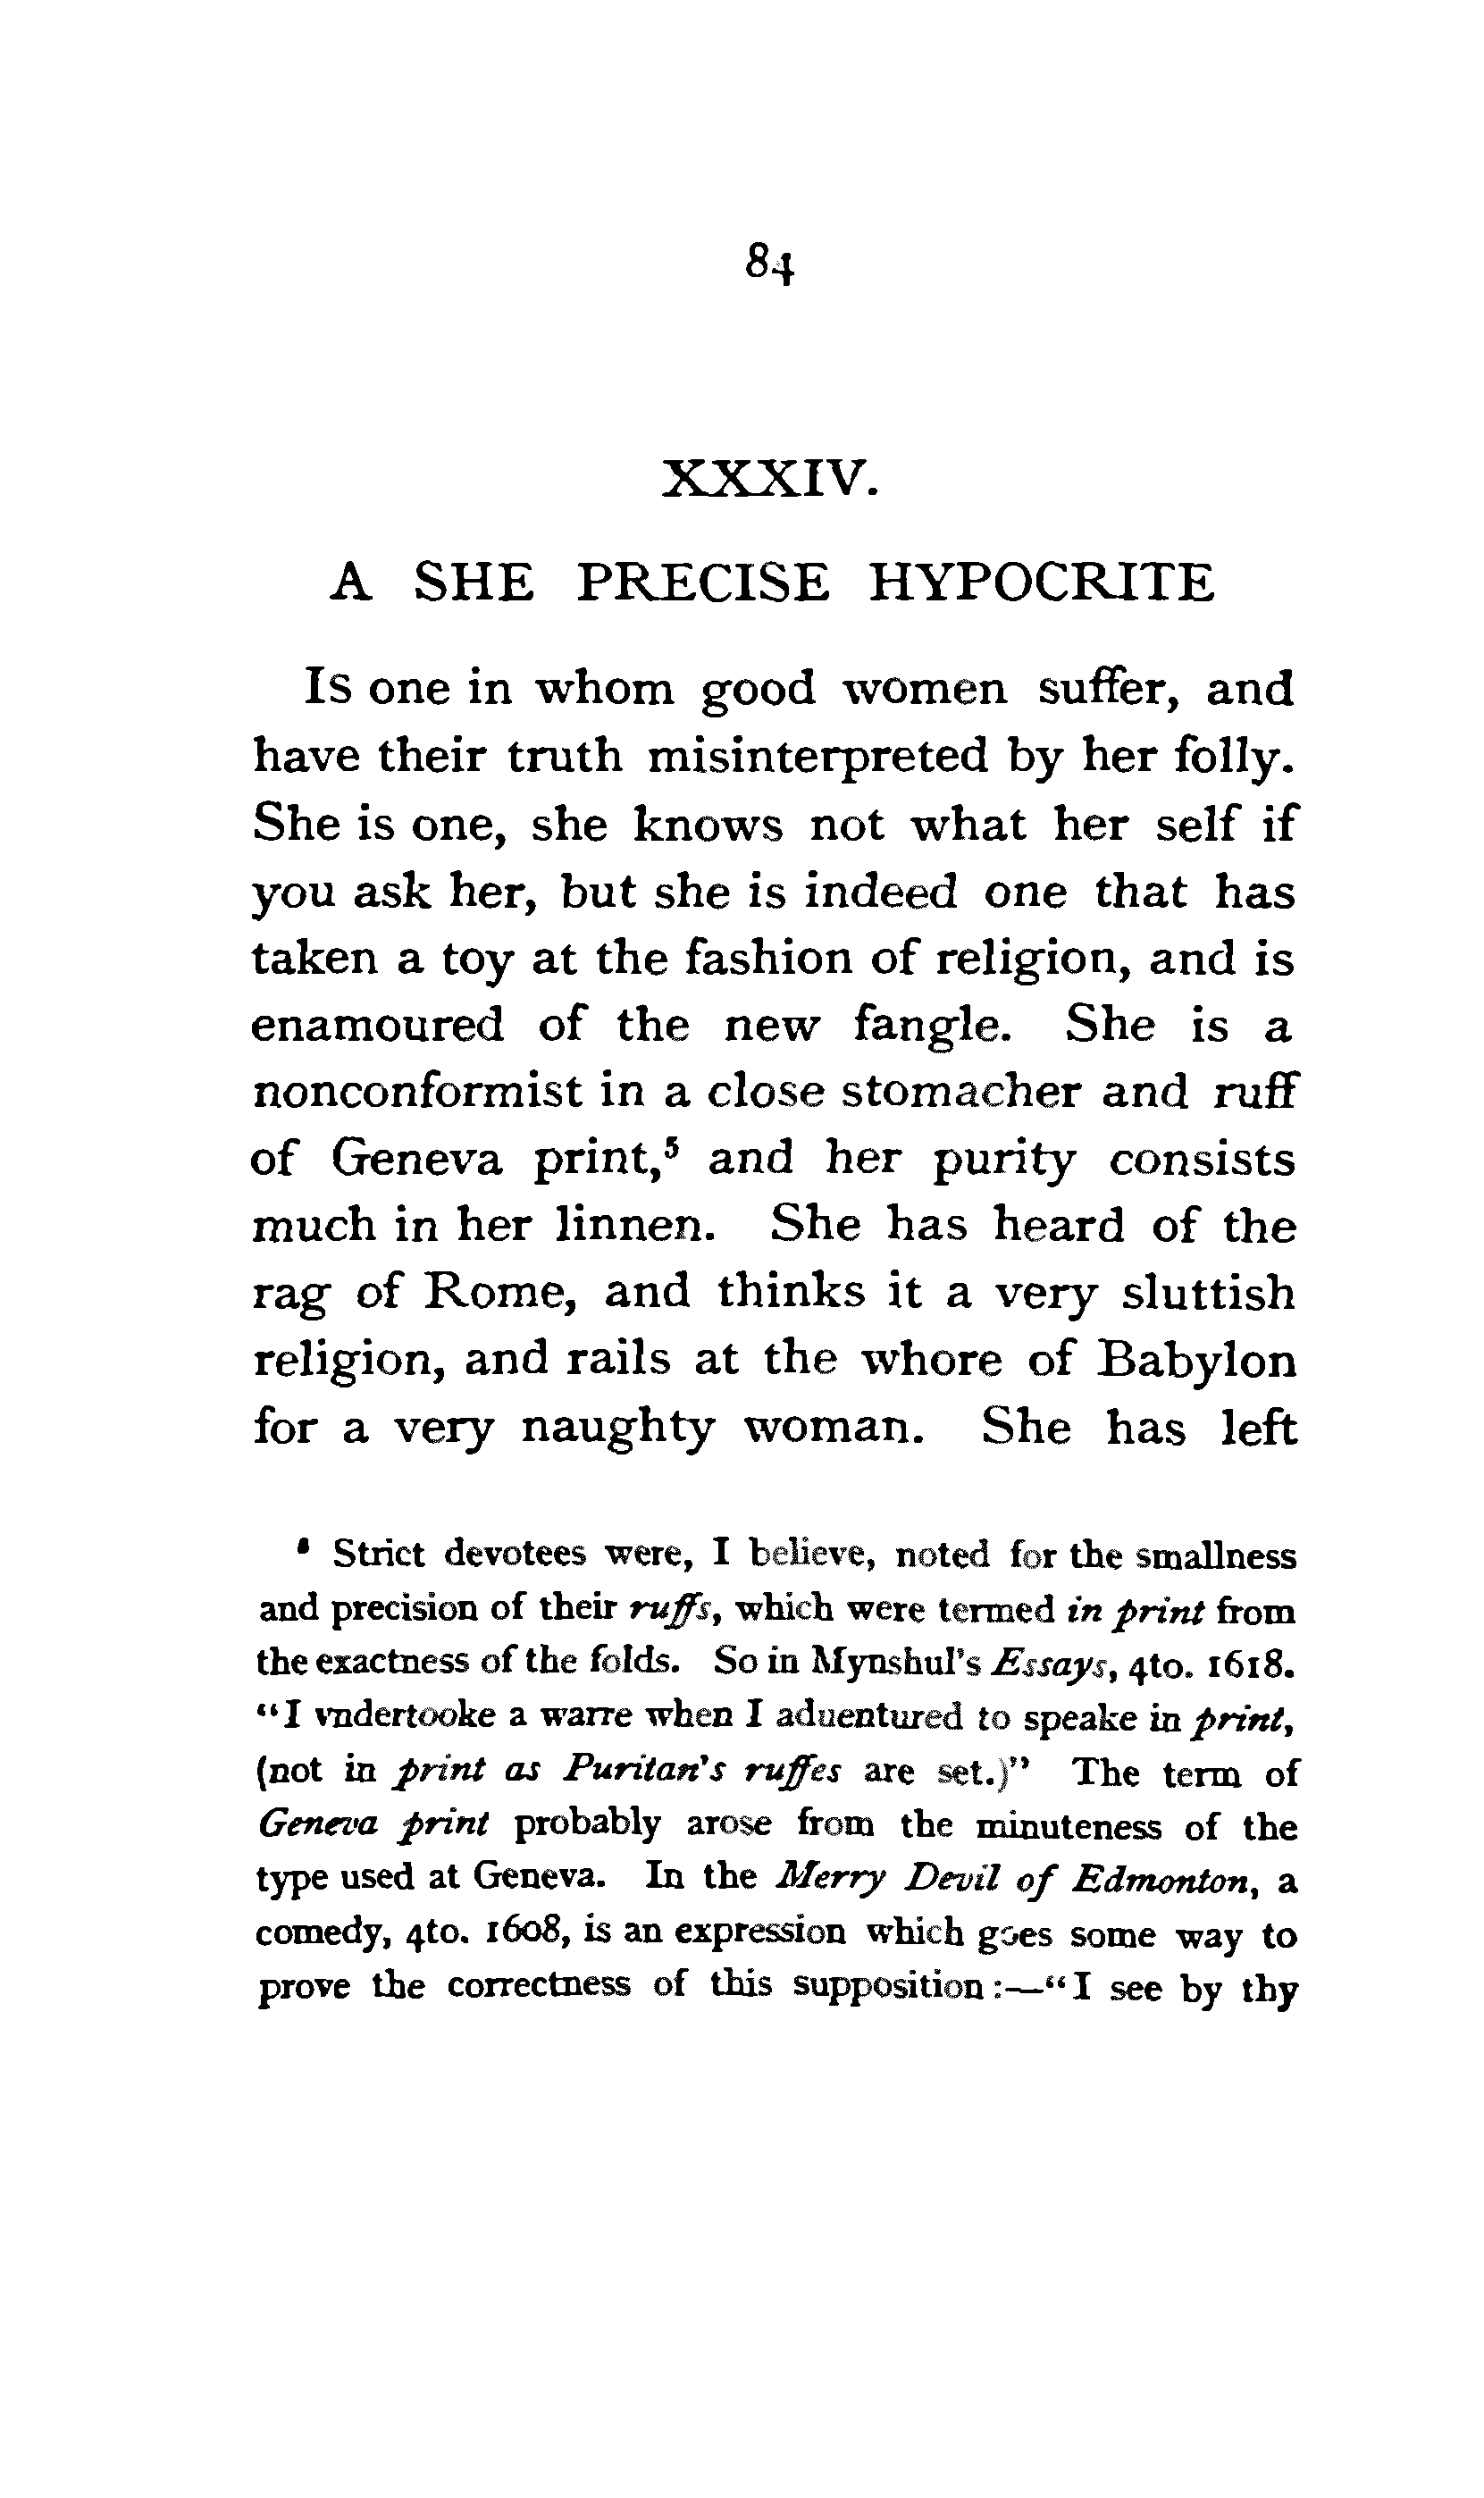 84
XXXIV.
A SHE PRECISE HYPOCRITE
Is one in whom good women suffer, and
have their truth misinterpreted by her folly.
She is one, she knows not what her self if
you ask her, but she is indeed one that has
taken a toy at the fashion of religion, and is
enamoured of the new fangle. She is a
nonconformist in a close stomacher and ruff
of Geneva print,⁵ and her purity consists
much in her linnen. She has heard of the
rag of Rome, and thinks it a very sluttish
religion, and rails at the whore of Babylon
for a very naughty woman. She has left
⁵ Strict devotees were, I believe, noted for the smallness
and precision of their ruffs, which were termed in print from
the exactness of the folds. So in Mynshul's Essays, 4to. 1618.
“I vndertooke a warre when I aduentured to speake in print,
(not in print as Puritan's ruffes are set.)” The term of
Geneva print probably arose from the minuteness of the
type used at Geneva. In the Merry Devil of Edmonton, a
comedy, 4to. 1608, is an expression which goes some way to
prove the correctness of this supposition:—“I see by thy